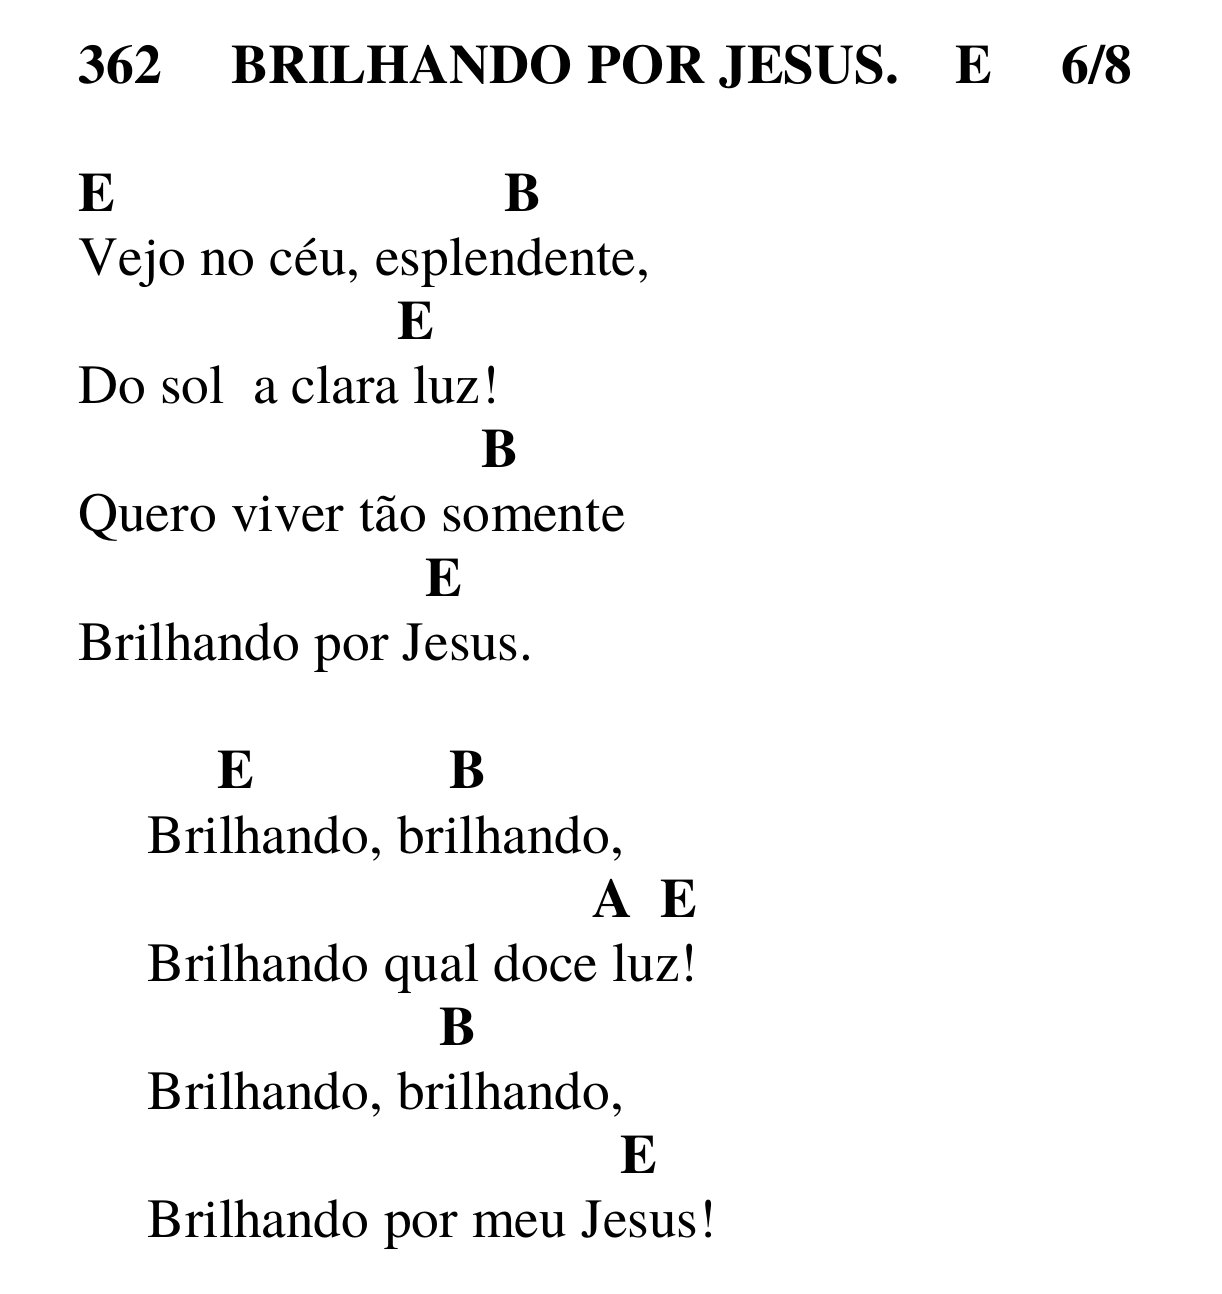 362 BRILHANDO POR JESUS. E 6/8
E B
Vejo no céu, esplendente,
E
Do sol a clara luz!
B
Quero viver tão somente
E
Brilhando por Jesus.
E B
Brilhando, brilhando,
A E
Brilhando qual doce luz!
B
Brilhando, brilhando,
E
Brilhando por meu Jesus!